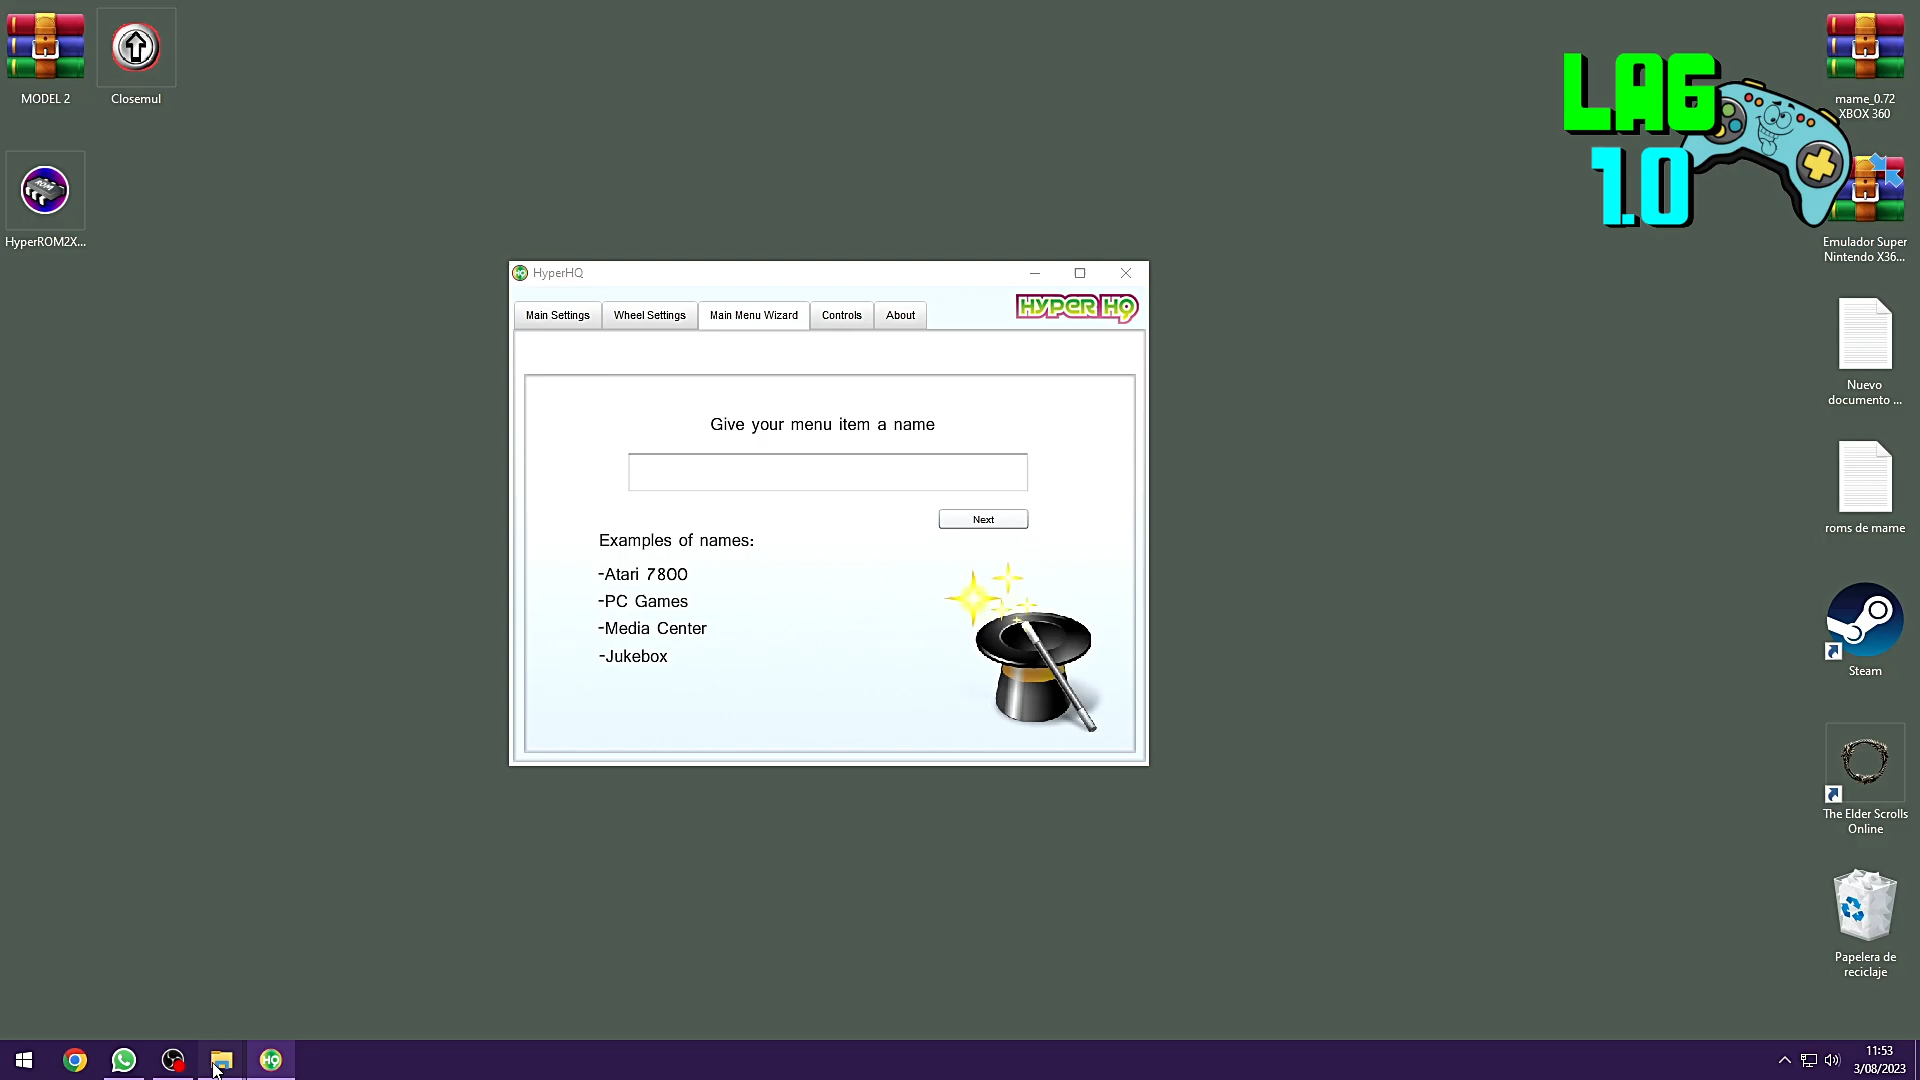 MODEL 2
Closemul
HyperROM2X...
LAG
1.0
mame_0.72
XBOX 360
Emulador Super
Nintendo X36...
Nuevo
documento ...
roms de mame
Steam
The Elder Scrolls
Online
Papelera de
reciclaje
HyperHQ
Main Settings
Wheel Settings
Main Menu Wizard
Controls
About
HYPER HQ
Give your menu item a name
Next
Examples of names:
-Atari 7800
-PC Games
-Media Center
-Jukebox
HQ
11:53
3/08/2023